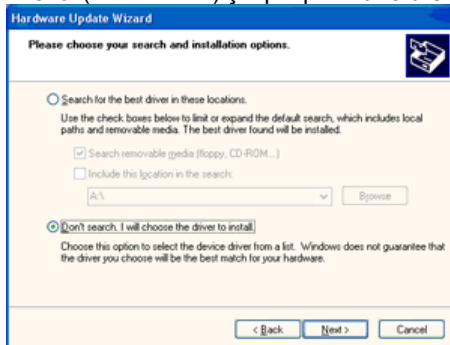 Hardware Update Wizard
Please choose your search and installation options.
Search for the best driver in these locations.
Use the check boxes below to limit or expand the default search, which includes local
paths and removable media. The best driver found will be installed.
Search removable media (floppy, CD-ROM...)
Include this location in the search:
A:\
Browse
Don't search. I will choose the driver to install.
Choose this option to select the device driver from a list. Windows does not guarantee that
the driver you choose will be the best match for your hardware.
< Back Next > Cancel